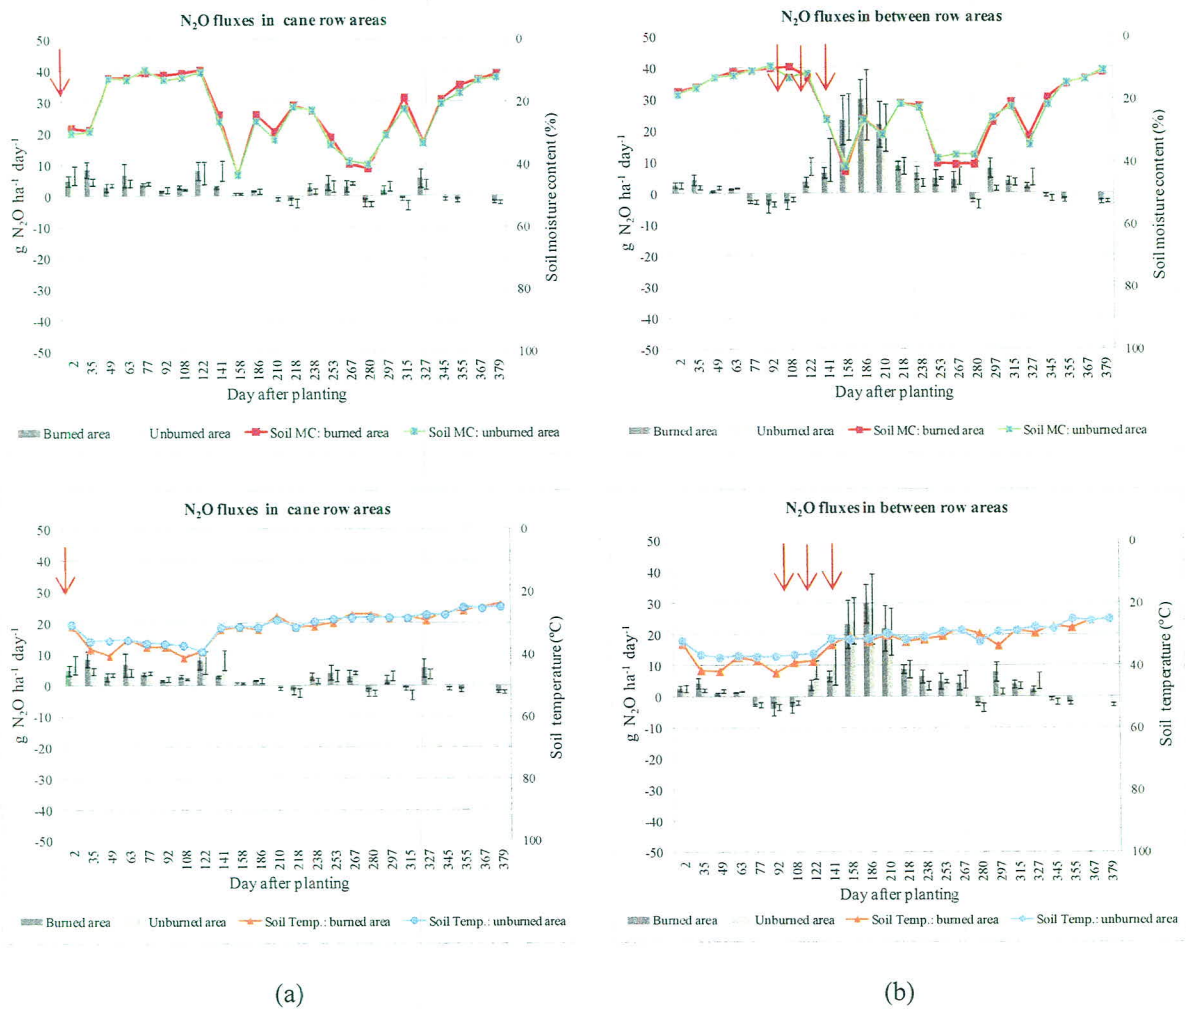 N₂O fluxes in cane row areas
50
40
30
20
10
0
-10
-20
-30
-40
-50
g N₂O ha⁻¹ day⁻¹
0
20
40
60
80
100
Soil moisture content (%)
2 35 49 63 77 92 108 122 141 158 186 210 218 238 253 267 280 297 315 327 345 355 367 379
Day after planting
Burned area Unburned area Soil MC: burned area Soil MC: unburned area
N₂O fluxes in between row areas
50
40
30
20
10
0
-10
-20
-30
-40
-50
g N₂O ha⁻¹ day⁻¹
0
20
40
60
80
100
Soil moisture content (%)
2 35 49 63 77 92 108 122 141 158 186 210 218 238 253 267 280 297 315 327 345 355 367 379
Day after planting
Burned area Unburned area Soil MC: burned area Soil MC: unburned area
N₂O fluxes in cane row areas
50
40
30
20
10
0
-10
-20
-30
-40
-50
g N₂O ha⁻¹ day⁻¹
0
20
40
60
80
100
Soil temperature (°C)
2 35 49 63 77 92 108 122 141 158 186 210 218 238 253 267 280 297 315 327 345 355 367 379
Day after planting
Burned area Unburned area Soil Temp.: burned area Soil Temp.: unburned area
N₂O fluxes in between row areas
50
40
30
20
10
0
-10
-20
-30
-40
-50
g N₂O ha⁻¹ day⁻¹
0
20
40
60
80
100
Soil temperature (°C)
2 35 49 63 77 92 108 122 141 158 186 210 218 238 253 267 280 297 315 327 345 355 367 379
Day after planting
Burned area Unburned area Soil Temp.: burned area Soil Temp.: unburned area
(a)
(b)